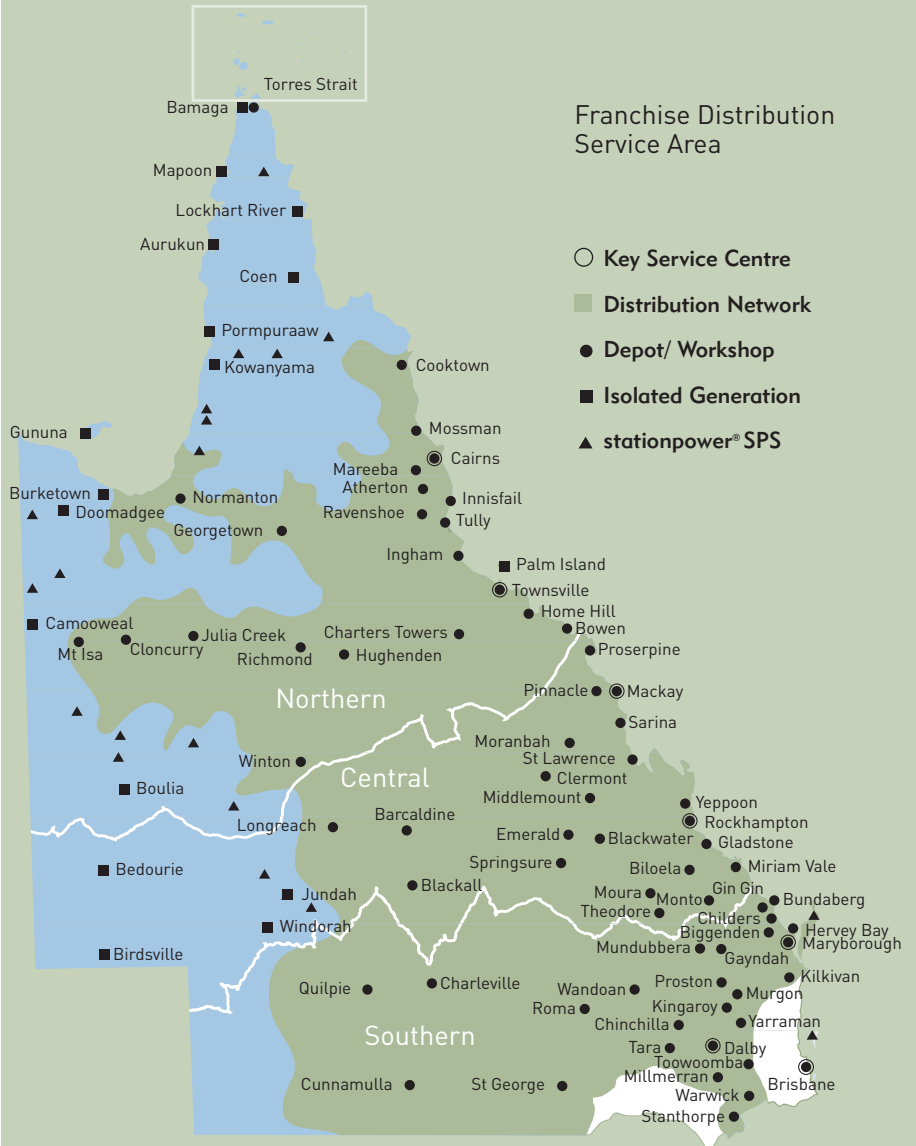 Torres Strait
Bamaga
Franchise Distribution
Service Area
Mapoon
Lockhart River
Aurukun
Key Service Centre
Coen
Distribution Network
Pormpuraaw
Depot/ Workshop
Kowanyama
Cooktown
Isolated Generation
Gununa
Mossman
stationpower® SPS
Cairns
Mareeba
Atherton
Burketown
Normanton
Innisfail
Doomadgee
Ravenshoe
Tully
Georgetown
Ingham
Palm Island
Townsville
Home Hill
Camooweal
Bowen
Julia Creek
Charters Towers
Cloncurry
Mt Isa
Richmond
Hughenden
Proserpine
Northern
Pinnacle
Mackay
Sarina
Moranbah
Winton
St Lawrence
Central
Clermont
Boulia
Middlemount
Yeppoon
Barcaldine
Rockhampton
Longreach
Emerald
Blackwater
Gladstone
Springsure
Miriam Vale
Bedourie
Biloela
Blackall
Gin Gin
Jundah
Moura
Monto
Bundaberg
Theodore
Childers
Windorah
Biggenden
Hervey Bay
Maryborough
Mundubbera
Birdsville
Gayndah
Kilkivan
Charleville
Proston
Quilpie
Wandoan
Murgon
Roma
Kingaroy
Chinchilla
Yarraman
Southern
Tara
Dalby
Toowoomba
Millmerran
Cunnamulla
St George
Brisbane
Warwick
Stanthorpe